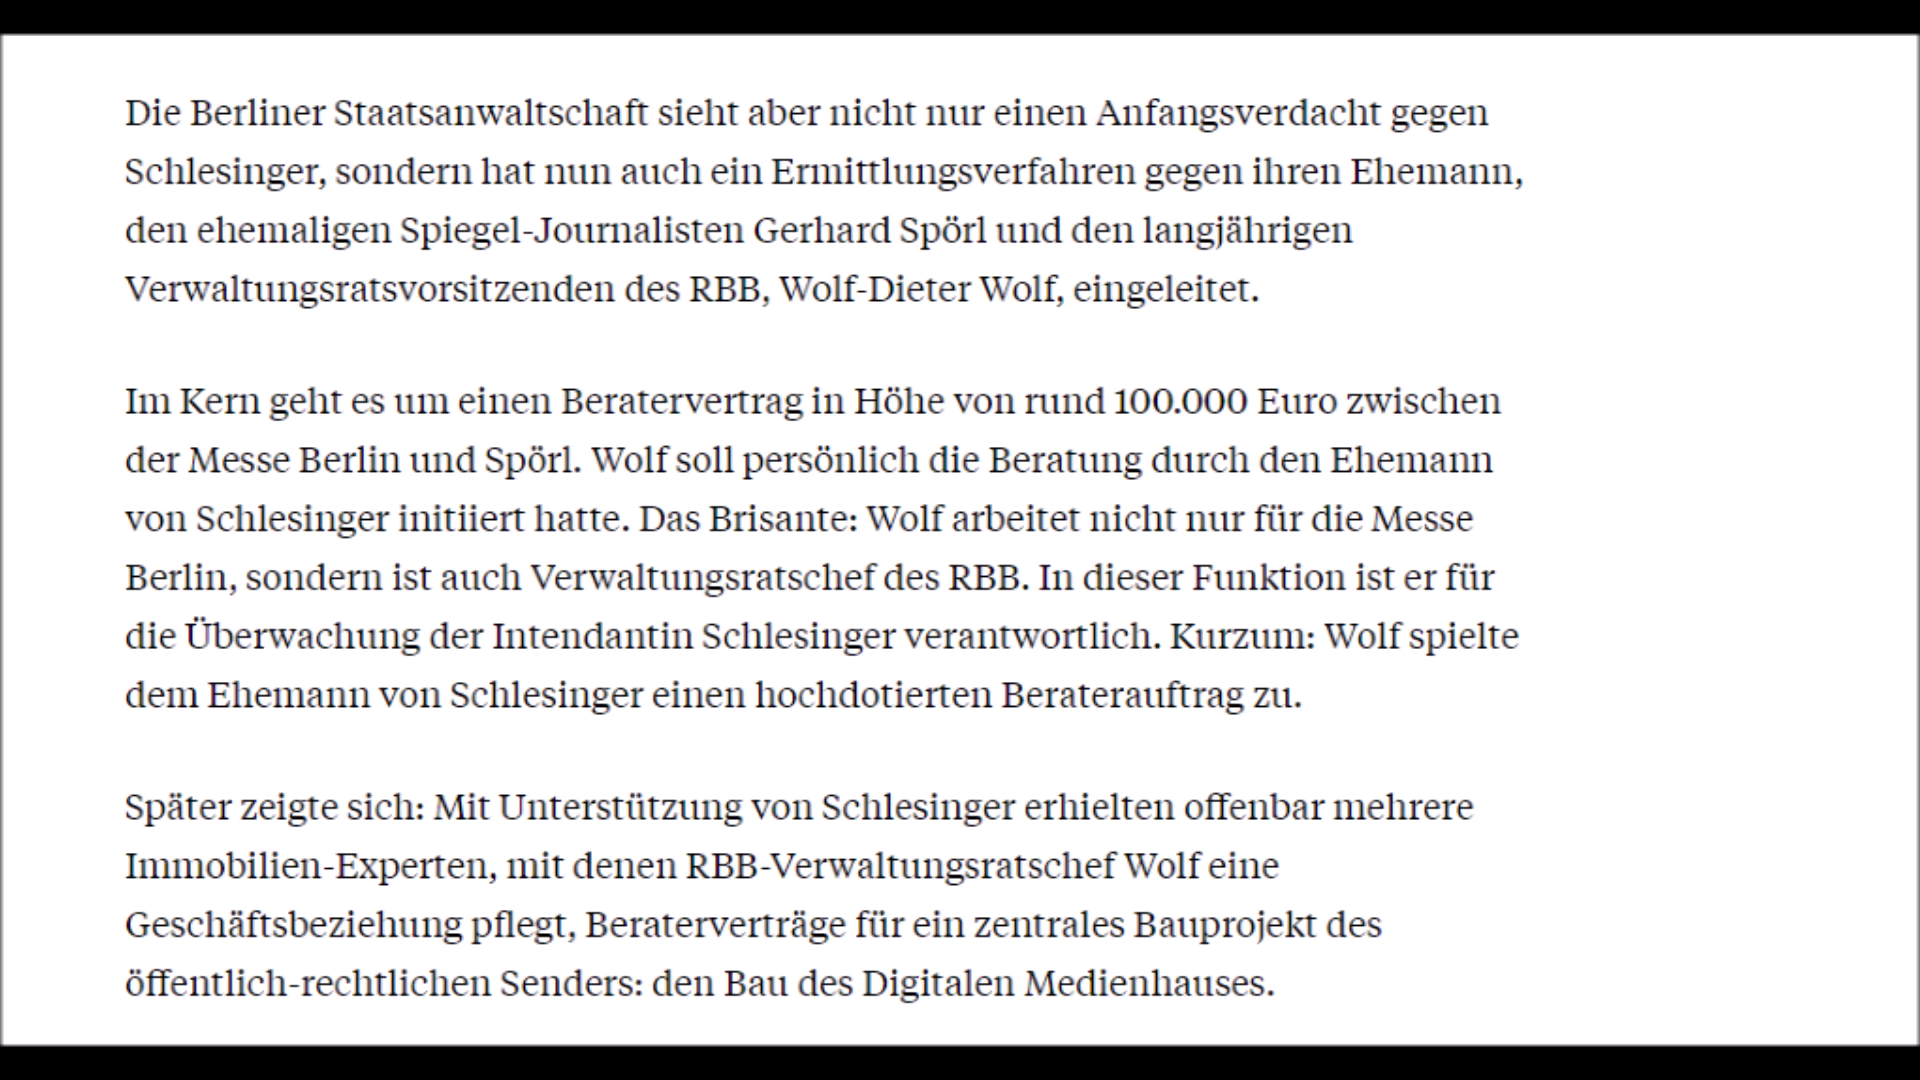 Die Berliner Staatsanwaltschaft sieht aber nicht nur einen Anfangsverdacht gegen
Schlesinger, sondern hat nun auch ein Ermittlungsverfahren gegen ihren Ehemann,
den ehemaligen Spiegel-Journalisten Gerhard Spörl und den langjährigen
Verwaltungsratsvorsitzenden des RBB, Wolf-Dieter Wolf, eingeleitet.
Im Kern geht es um einen Beratervertrag in Höhe von rund 100.000 Euro zwischen
der Messe Berlin und Spörl. Wolf soll persönlich die Beratung durch den Ehemann
von Schlesinger initiiert hatte. Das Brisante: Wolf arbeitet nicht nur für die Messe
Berlin, sondern ist auch Verwaltungsratschef des RBB. In dieser Funktion ist er für
die Überwachung der Intendantin Schlesinger verantwortlich. Kurzum: Wolf spielte
dem Ehemann von Schlesinger einen hochdotierten Beraterauftrag zu.
Später zeigte sich: Mit Unterstützung von Schlesinger erhielten offenbar mehrere
Immobilien-Experten, mit denen RBB-Verwaltungsratschef Wolf eine
Geschäftsbeziehung pflegt, Beraterverträge für ein zentrales Bauprojekt des
öffentlich-rechtlichen Senders: den Bau des Digitalen Medienhauses.